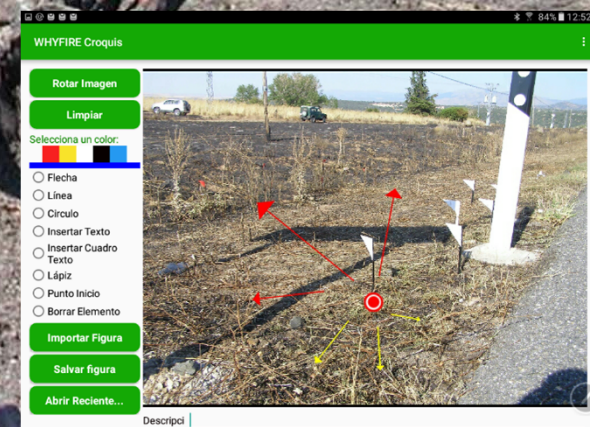 84% 12:52
WHYFIRE Croquis
Rotar Imagen
Limpiar
Selecciona un color:
Flecha
Línea
Circulo
Insertar Texto
Insertar Cuadro
Texto
Lápiz
Punto Inicio
Borrar Elemento
Importar Figura
Salvar figura
Abrir Reciente...
Descripci